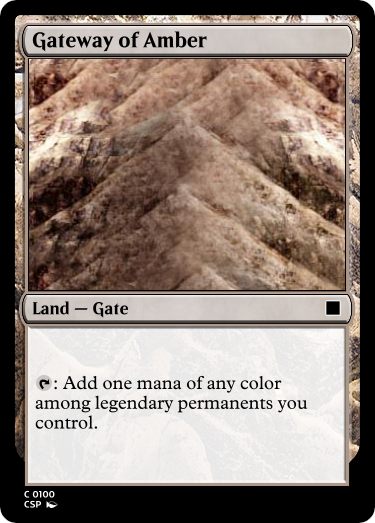 Gateway of Amber
Land — Gate
: Add one mana of any color
among legendary permanents you
control.
C 0100
CSP